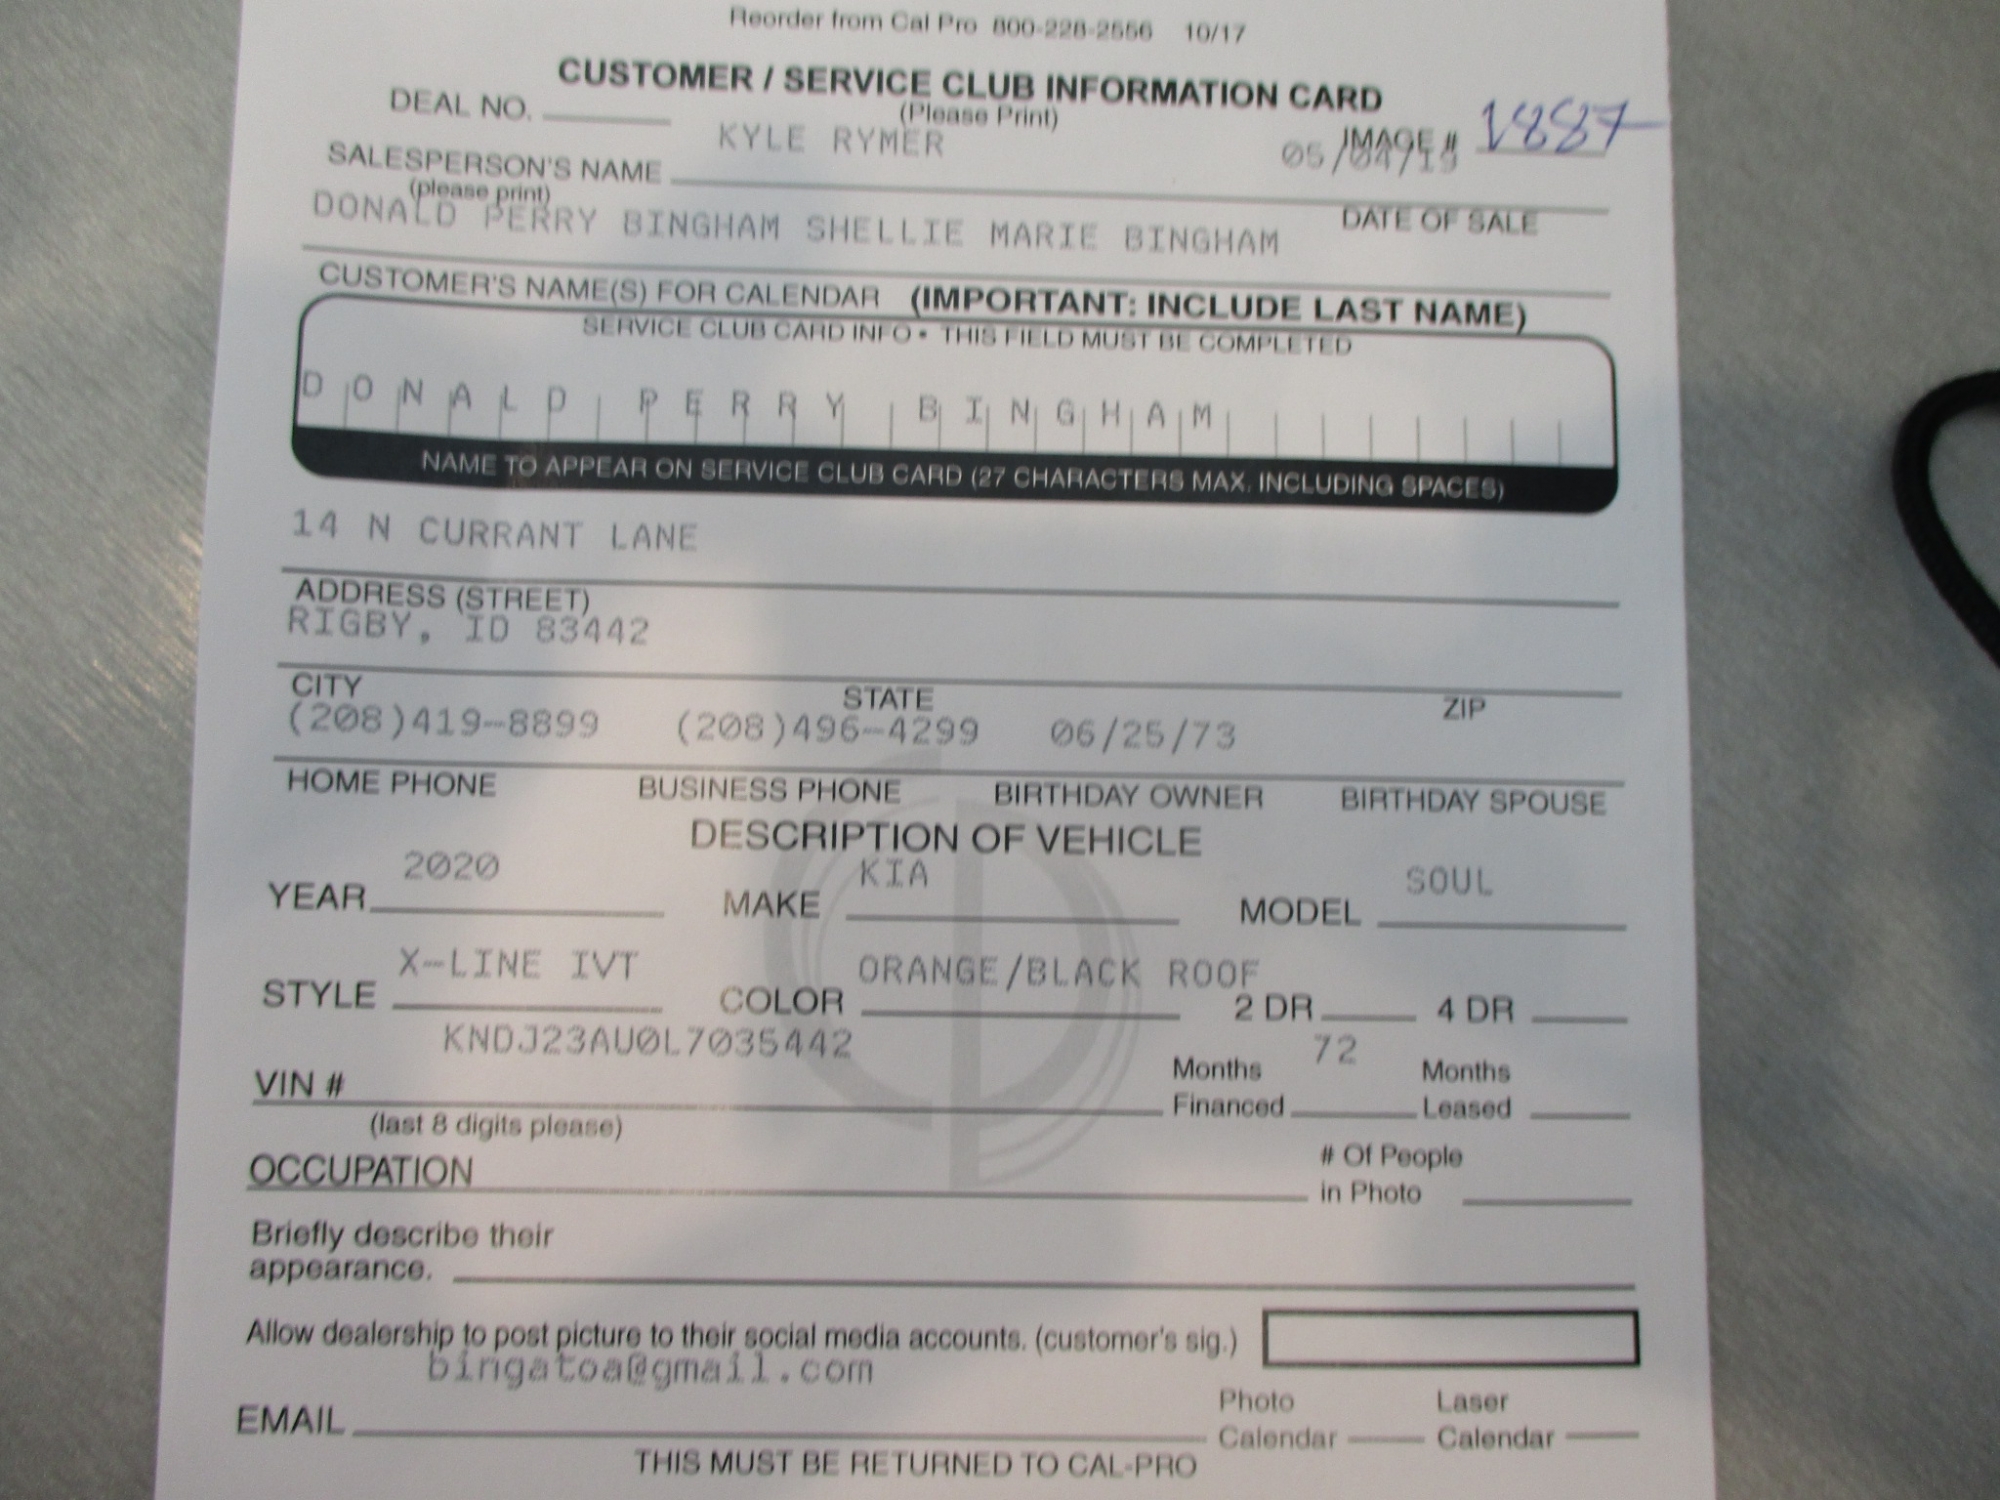 Reorder from Cal Pro 800-228-2556 10/17
CUSTOMER / SERVICE CLUB INFORMATION CARD
DEAL NO. (Please Print) IMAGE # 1887
KYLE RYMER 05/04/19
SALESPERSON'S NAME
(please print) DATE OF SALE
DONALD PERRY BINGHAM SHELLIE MARIE BINGHAM
CUSTOMER'S NAME(S) FOR CALENDAR (IMPORTANT: INCLUDE LAST NAME)
SERVICE CLUB CARD INFO • THIS FIELD MUST BE COMPLETED
DONALD PERRY BINGHAM
NAME TO APPEAR ON SERVICE CLUB CARD (27 CHARACTERS MAX. INCLUDING SPACES)
14 N CURRANT LANE
ADDRESS (STREET)
RIGBY, ID 83442
CITY STATE ZIP
(208)419-8899 (208)496-4299 06/25/73
HOME PHONE BUSINESS PHONE BIRTHDAY OWNER BIRTHDAY SPOUSE
DESCRIPTION OF VEHICLE
2020 KIA SOUL
YEAR MAKE MODEL
X-LINE IVT ORANGE/BLACK ROOF
STYLE COLOR 2 DR 4 DR
KNDJ23AU0L7035442 72
VIN # Months Financed Months Leased
(last 8 digits please)
OCCUPATION # Of People in Photo
Briefly describe their
appearance.
Allow dealership to post picture to their social media accounts. (customer's sig.)
bingatoa@gmail.com
EMAIL Photo Calendar Laser Calendar
THIS MUST BE RETURNED TO CAL-PRO